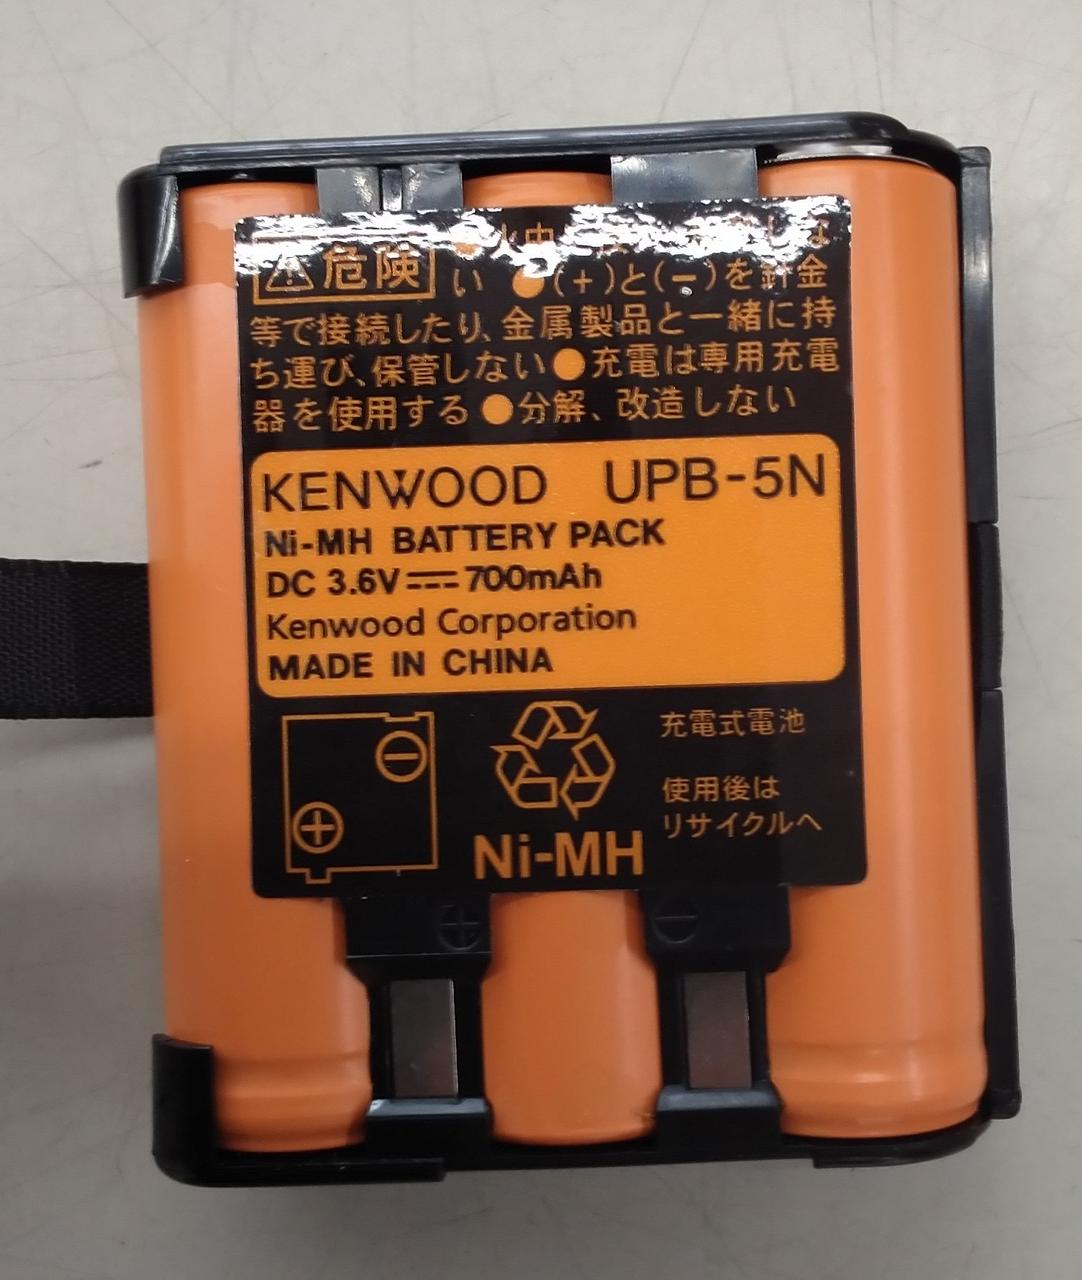 危険 ●火中
い ●(+)と(−)を針金
等で接続したり、金属製品と一緒に持
ち運び、保管しない●充電は専用充電
器を使用する ●分解、改造しない
KENWOOD UPB-5N
Ni-MH BATTERY PACK
DC 3.6V 700mAh
Kenwood Corporation
MADE IN CHINA
充電式電池
使用後は
リサイクルへ
Ni-MH